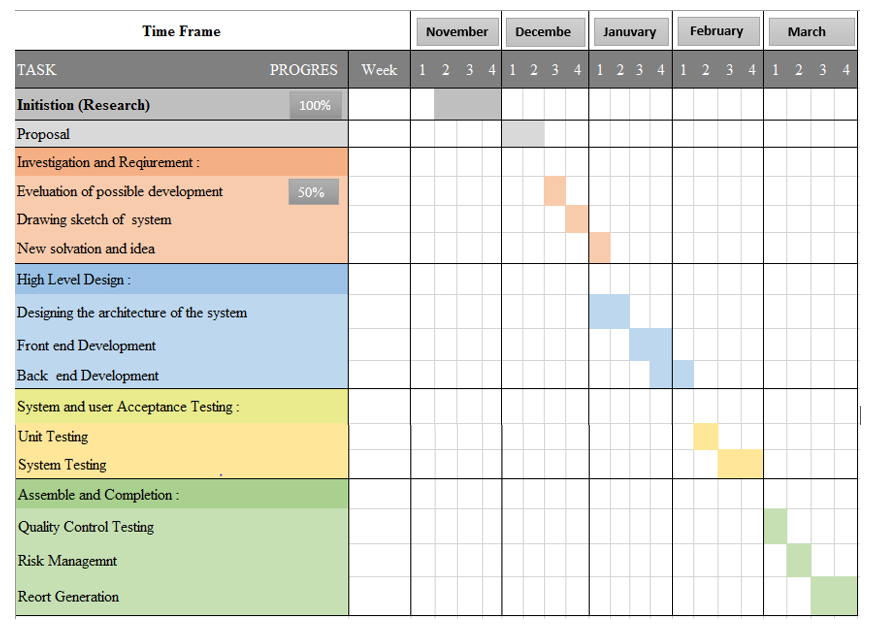 Time Frame November Decembe Januvary February March
TASK PROGRES Week 1 2 3 4 1 2 3 4 1 2 3 4 1 2 3 4 1 2 3 4
Initistion (Research) 100%
Proposal
Investigation and Reqiurement :
Eveluation of possible development 50%
Drawing sketch of system
New solvation and idea
High Level Design :
Designing the architecture of the system
Front end Development
Back end Development
System and user Acceptance Testing :
Unit Testing
System Testing
Assemble and Completion :
Quality Control Testing
Risk Managemnt
Reort Generation